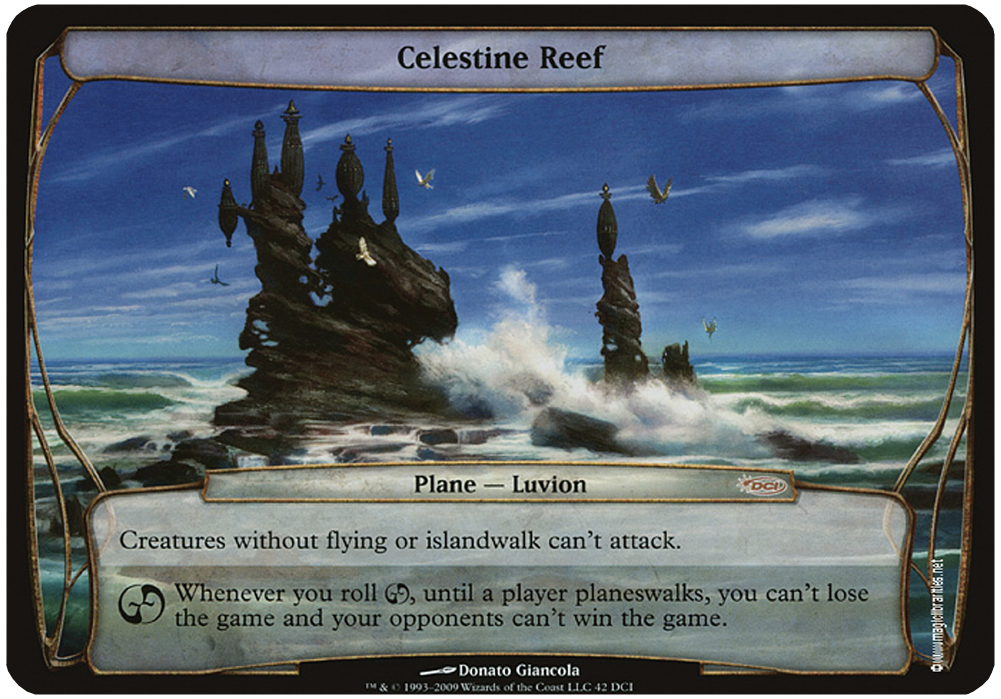 Celestine Reef
Plane — Luvion
DCI
Creatures without flying or islandwalk can't attack.
Whenever you roll , until a player planeswalks, you can't lose
the game and your opponents can't win the game.
Donato Giancola
™ & © 1993–2009 Wizards of the Coast LLC 42 DCI
© www.magiclibrarities.net